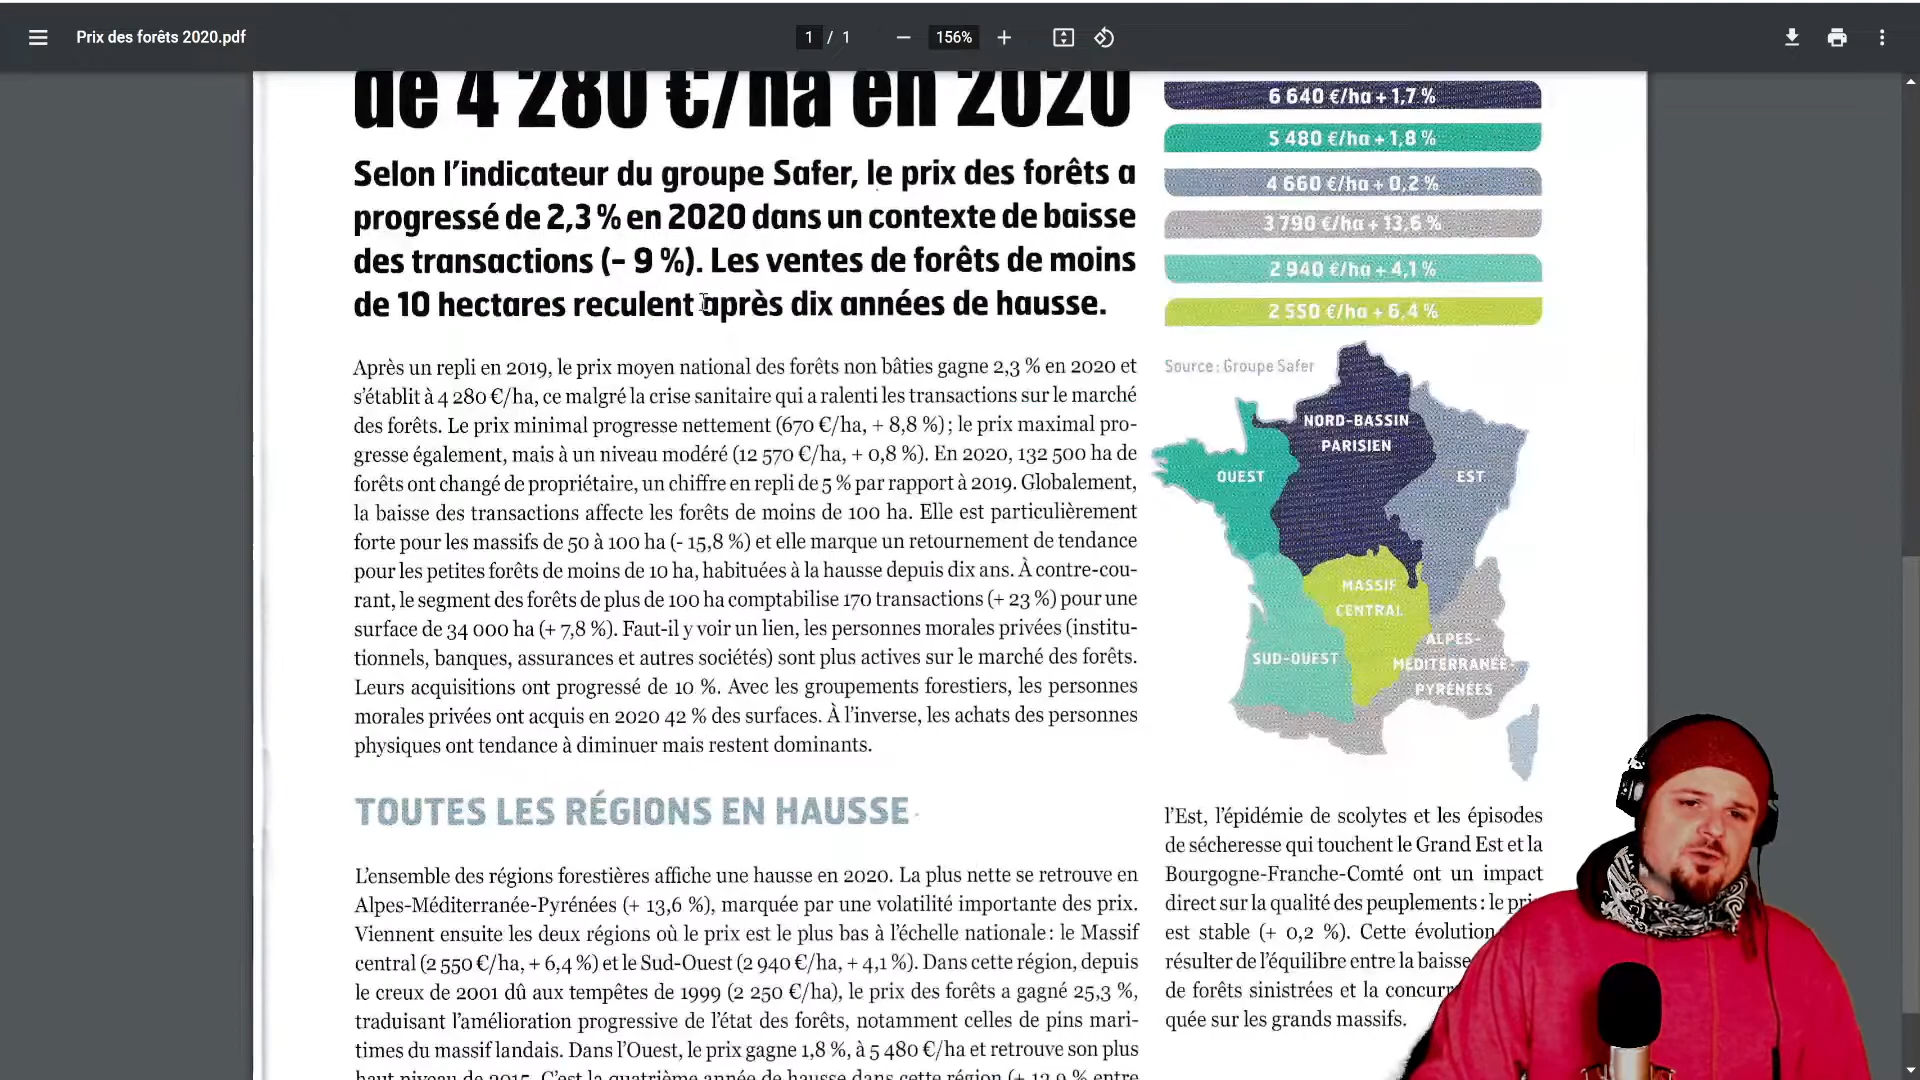 Prix des forêts 2020.pdf
1 / 1
156%
de 4 280 €/ha en 2020
Selon l'indicateur du groupe Safer, le prix des forêts a
progressé de 2,3 % en 2020 dans un contexte de baisse
des transactions (- 9 %). Les ventes de forêts de moins
de 10 hectares reculent après dix années de hausse.
Après un repli en 2019, le prix moyen national des forêts non bâties gagne 2,3 % en 2020 et
s'établit à 4 280 €/ha, ce malgré la crise sanitaire qui a ralenti les transactions sur le marché
des forêts. Le prix minimal progresse nettement (670 €/ha, + 8,8 %) ; le prix maximal pro-
gresse également, mais à un niveau modéré (12 570 €/ha, + 0,8 %). En 2020, 132 500 ha de
forêts ont changé de propriétaire, un chiffre en repli de 5 % par rapport à 2019. Globalement,
la baisse des transactions affecte les forêts de moins de 100 ha. Elle est particulièrement
forte pour les massifs de 50 à 100 ha (- 15,8 %) et elle marque un retournement de tendance
pour les petites forêts de moins de 10 ha, habituées à la hausse depuis dix ans. À contre-cou-
rant, le segment des forêts de plus de 100 ha comptabilise 170 transactions (+ 23 %) pour une
surface de 34 000 ha (+ 7,8 %). Faut-il y voir un lien, les personnes morales privées (institu-
tionnels, banques, assurances et autres sociétés) sont plus actives sur le marché des forêts.
Leurs acquisitions ont progressé de 10 %. Avec les groupements forestiers, les personnes
morales privées ont acquis en 2020 42 % des surfaces. À l'inverse, les achats des personnes
physiques ont tendance à diminuer mais restent dominants.
TOUTES LES RÉGIONS EN HAUSSE
L'ensemble des régions forestières affiche une hausse en 2020. La plus nette se retrouve en
Alpes-Méditerranée-Pyrénées (+ 13,6 %), marquée par une volatilité importante des prix.
Viennent ensuite les deux régions où le prix est le plus bas à l'échelle nationale : le Massif
central (2 550 €/ha, + 6,4 %) et le Sud-Ouest (2 940 €/ha, + 4,1 %). Dans cette région, depuis
le creux de 2001 dû aux tempêtes de 1999 (2 250 €/ha), le prix des forêts a gagné 25,3 %,
traduisant l'amélioration progressive de l'état des forêts, notamment celles de pins mari-
times du massif landais. Dans l'Ouest, le prix gagne 1,8 %, à 5 480 €/ha et retrouve son plus
haut niveau de 2015. C'est la quatrième année de hausse dans cette région (+ 12,9 % entre
6 640 €/ha + 1,7 %
5 480 €/ha + 1,8 %
4 660 €/ha + 0,2 %
3 790 €/ha + 13,6 %
2 940 €/ha + 4,1 %
2 550 €/ha + 6,4 %
Source : Groupe Safer
NORD-BASSIN
PARISIEN
OUEST
EST
MASSIF
CENTRAL
SUD-OUEST
ALPES-
MÉDITERRANÉE-
PYRÉNÉES
l'Est, l'épidémie de scolytes et les épisodes
de sécheresse qui touchent le Grand Est et la
Bourgogne-Franche-Comté ont un impact
direct sur la qualité des peuplements : le prix
est stable (+ 0,2 %). Cette évolution
résulter de l'équilibre entre la baisse
de forêts sinistrées et la concurr
quée sur les grands massifs.